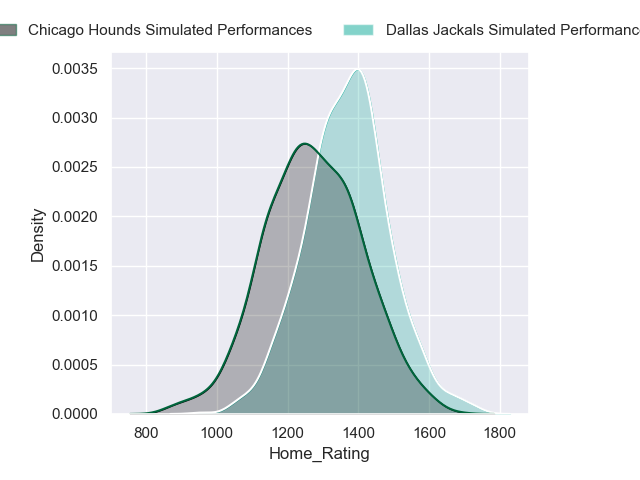 Chicago Hounds Simulated Performances
Dallas Jackals Simulated Performanc
0.0035
0.0030
0.0025
0.0020
0.0015
0.0010
0.0005
0.0000
Density
800 1000 1200 1400 1600 1800
Home_Rating